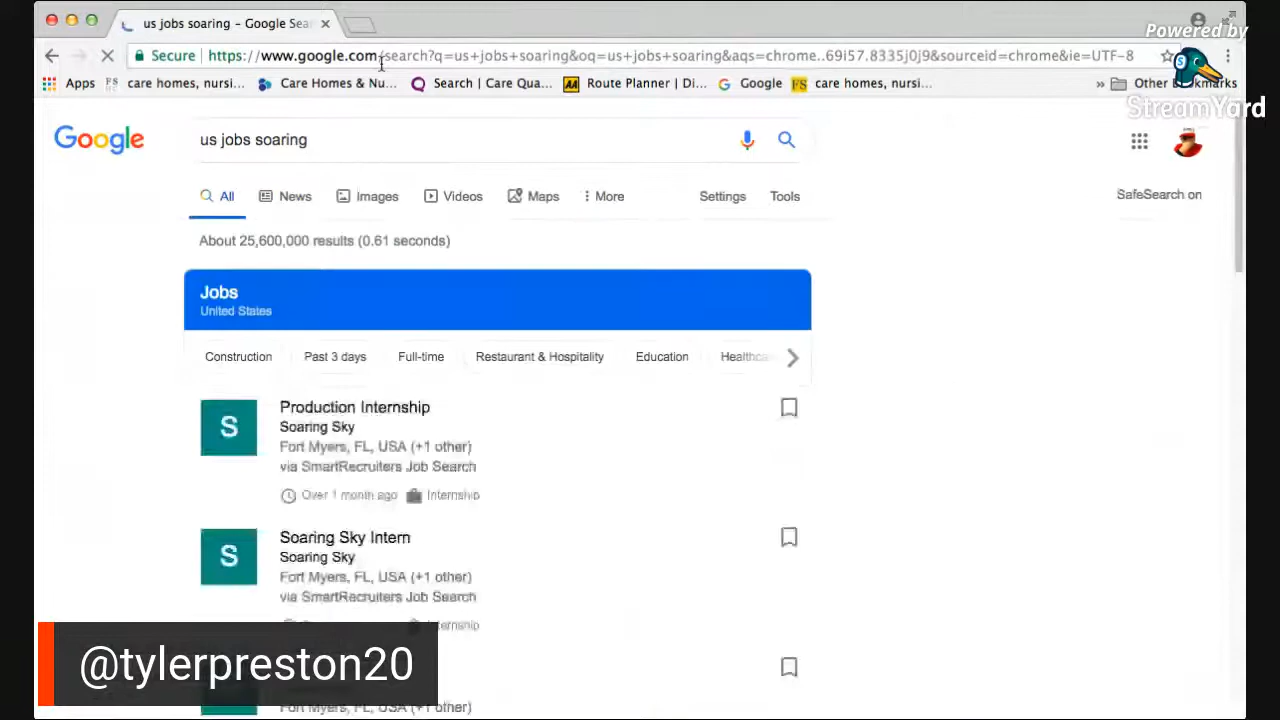 us jobs soaring - Google Sea
Powered by
Secure https://www.google.com/search?q=us+jobs+soaring&oq=us+jobs+soaring&aqs=chrome..69i57.8335j0j9&sourceid=chrome&ie=UTF-8
Apps FS care homes, nursi... Care Homes & Nu... Search | Care Qua... AA Route Planner | Di... G Google FS care homes, nursi... » Other Bookmarks
StreamYard
Google us jobs soaring
All News Images Videos Maps More Settings Tools SafeSearch on
About 25,600,000 results (0.61 seconds)
Jobs
United States
Construction Past 3 days Full-time Restaurant & Hospitality Education Healthca
S Production Internship
Soaring Sky
Fort Myers, FL, USA (+1 other)
via SmartRecruiters Job Search
Over 1 month ago Internship
S Soaring Sky Intern
Soaring Sky
Fort Myers, FL, USA (+1 other)
via SmartRecruiters Job Search
Internship
@tylerpreston20
Fort Myers, FL, USA (+1 other)